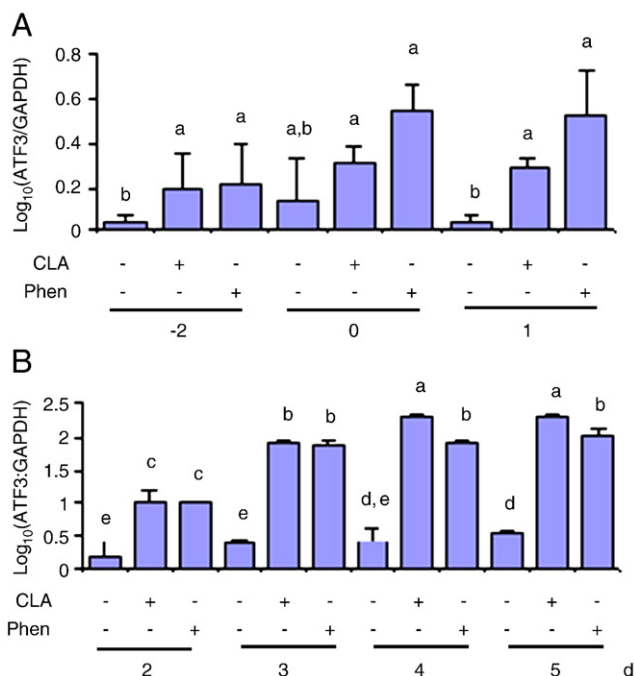 A
Log10(ATF3/GAPDH)
0.8
0.6
0.4
0.2
0
b a a a,b a a b a a
CLA - + - - + - - + -
Phen - - + - - + - - +
-2 0 1
B
Log10(ATF3:GAPDH)
2.5
2
1.5
1
0.5
0
e c c e b b d,e a b d a b
CLA - + - - + - - + - - + -
Phen - - + - - + - - + - - +
2 3 4 5 d